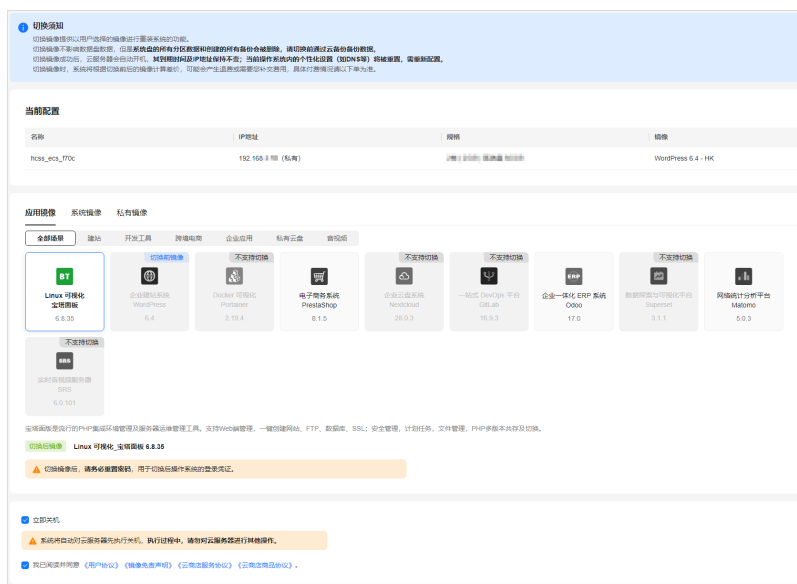 切换须知
切换镜像提供以用户选择的镜像进行重装系统的功能。
切换镜像不影响数据盘数据，但是系统盘的所有分区数据和创建的所有备份会被删除，请切换前通过云备份备份数据。
切换镜像成功后，云服务器会自动开机，其到期时间及IP地址保持不变；当前操作系统内的个性化设置（如DNS等）将被重置，需重新配置。
切换镜像时，系统将根据切换前后的镜像计算差价，可能会产生退费或需要您补交费用，具体付费情况请以下单为准。
当前配置
名称 IP地址 规格 镜像
hcss_ecs_f70c 192.168 （私有） WordPress 6.4 - HK
应用镜像 系统镜像 私有镜像
全部场景 建站 开发工具 跨境电商 企业应用 私有云盘 音视频
切换前镜像 不支持切换 不支持切换 不支持切换 不支持切换
BT ERP
Linux 可视化 企业建站系统 Docker 可视化 电子商务系统 企业云盘系统 一站式 DevOps 平台 企业一体化 ERP 系统 数据探索与可视化平台 网络统计分析平台
宝塔面板 WordPress Portainer PrestaShop Nextcloud GitLab Odoo Superset Matomo
6.8.35 6.4 2.19.4 8.1.5 28.0.3 16.9.3 17.0 3.1.1 5.0.3
不支持切换
SRS
实时音视频服务器
SRS
6.0.101
宝塔面板是流行的PHP集成环境管理及服务器运维管理工具。支持Web端管理，一键创建网站、FTP、数据库、SSL；安全管理，计划任务，文件管理，PHP多版本共存及切换。
切换后镜像 Linux 可视化_宝塔面板 6.8.35
切换镜像后，请务必重置密码，用于切换后操作系统的登录凭证。
立即关机
系统将自动对云服务器先执行关机，执行过程中，请勿对云服务器进行其他操作。
我已阅读并同意 《用户协议》《镜像免责声明》《云商店服务协议》《云商店商品协议》。